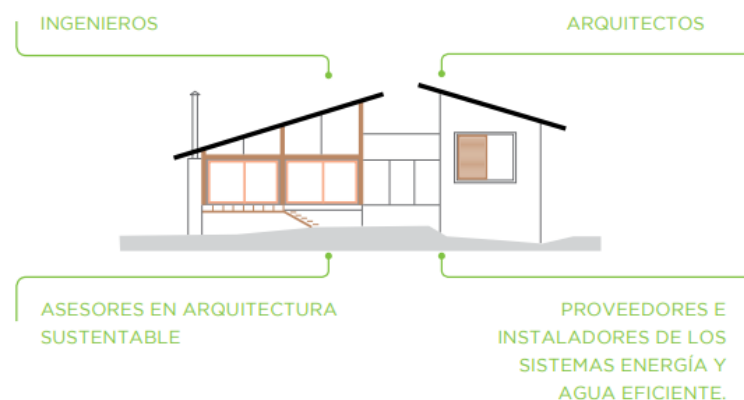 INGENIEROS
ARQUITECTOS
ASESORES EN ARQUITECTURA
SUSTENTABLE
PROVEEDORES E
INSTALADORES DE LOS
SISTEMAS ENERGÍA Y
AGUA EFICIENTE.